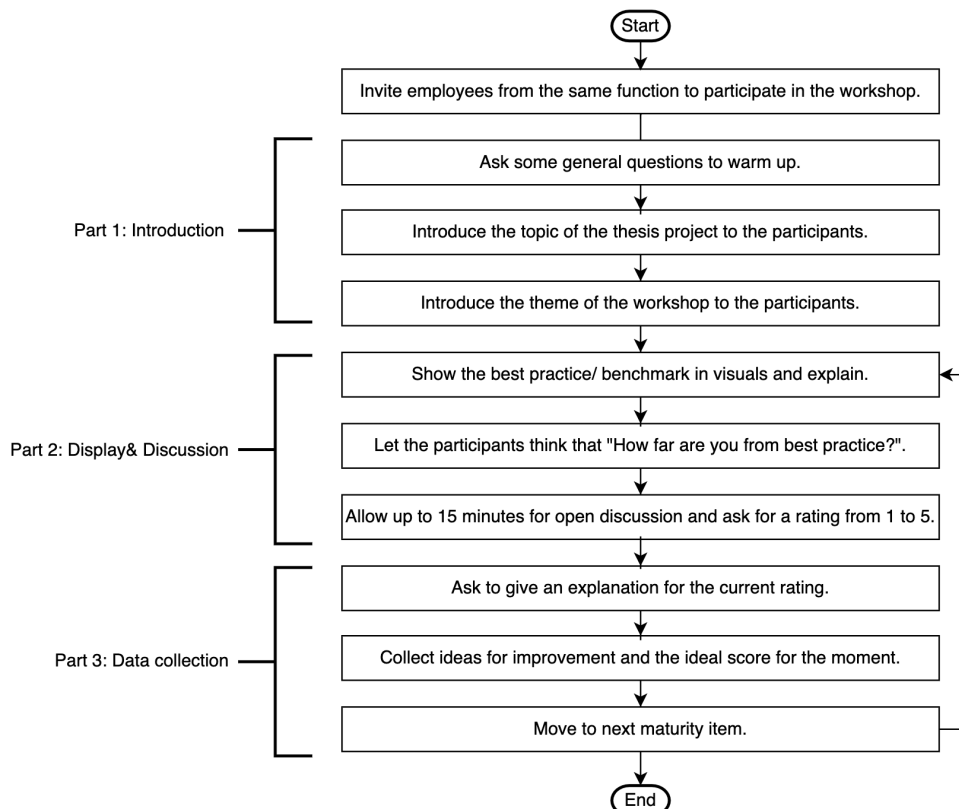 Start
Invite employees from the same function to participate in the workshop.
Part 1: Introduction
Ask some general questions to warm up.
Introduce the topic of the thesis project to the participants.
Introduce the theme of the workshop to the participants.
Part 2: Display& Discussion
Show the best practice/ benchmark in visuals and explain.
Let the participants think that "How far are you from best practice?".
Allow up to 15 minutes for open discussion and ask for a rating from 1 to 5.
Part 3: Data collection
Ask to give an explanation for the current rating.
Collect ideas for improvement and the ideal score for the moment.
Move to next maturity item.
End